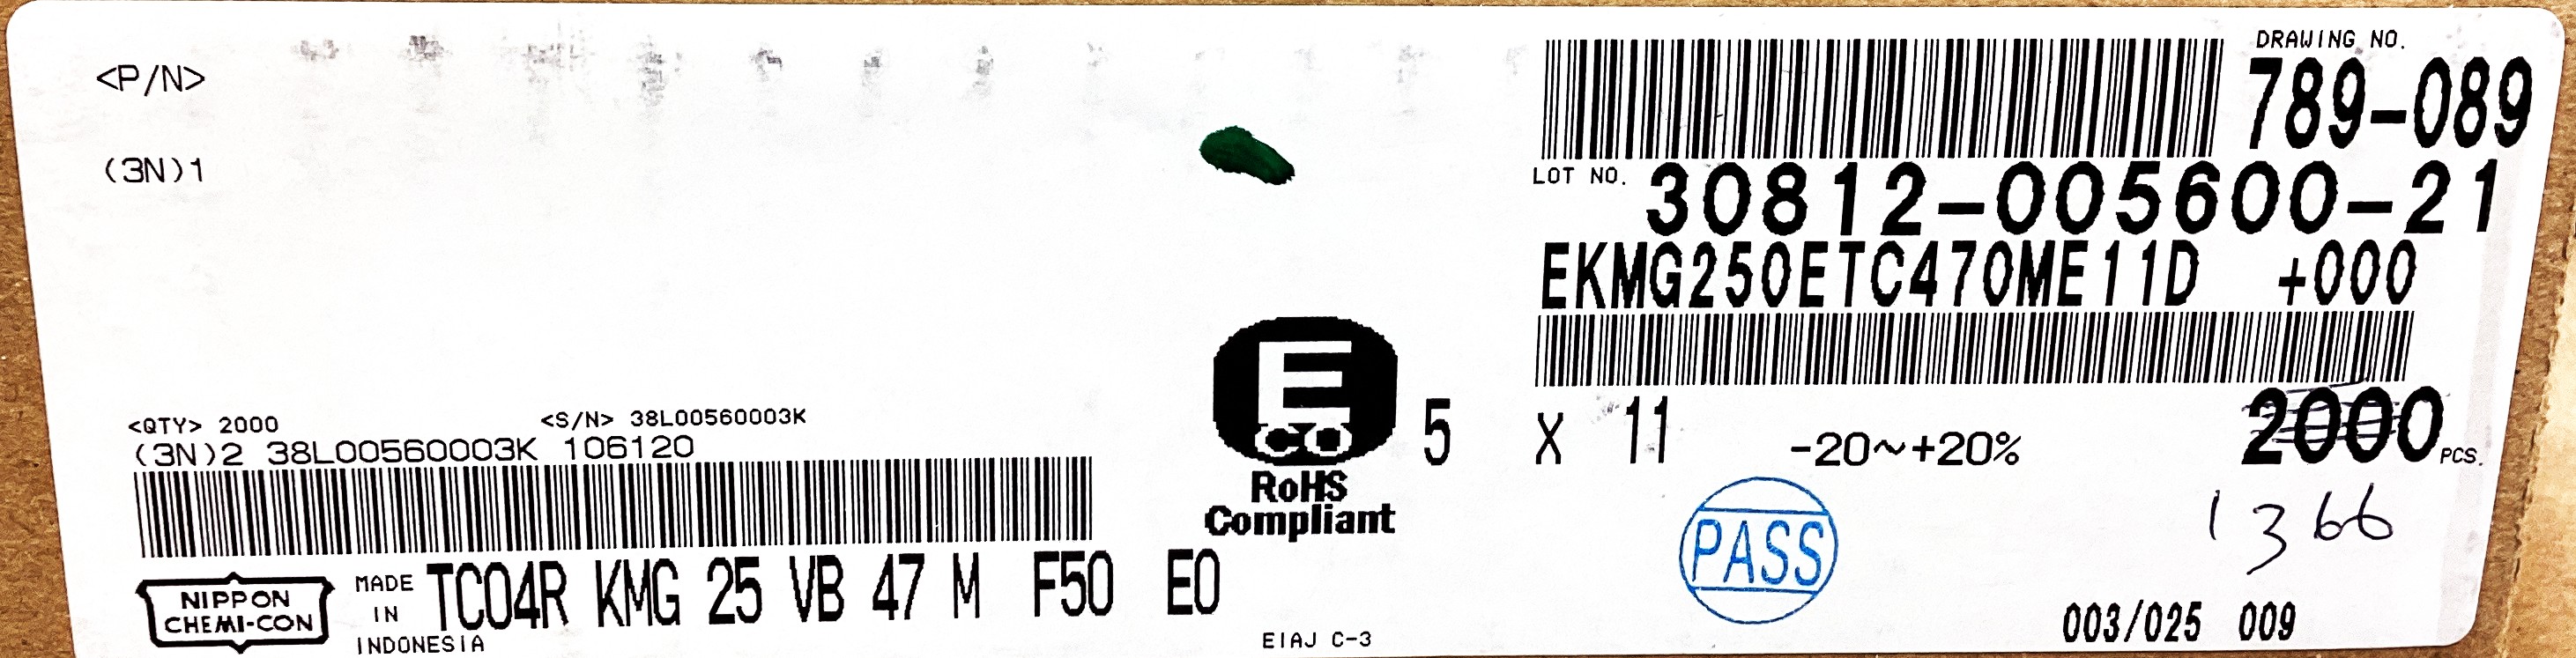 <P/N>
(3N)1
DRAWING NO.
789-089
LOT NO. 30812-005600-21
EKMG250ETC470ME11D +000
<QTY> 2000 <S/N> 38L00560003K
(3N)2 38L00560003K 106120
E
CO
RoHS
Compliant
5 X 11 -20~+20% 2000 PCS.
1366
PASS
NIPPON
CHEMI-CON
MADE
IN
INDONESIA
TC04R KMG 25 VB 47 M F50 E0
EIAJ C-3
003/025 009